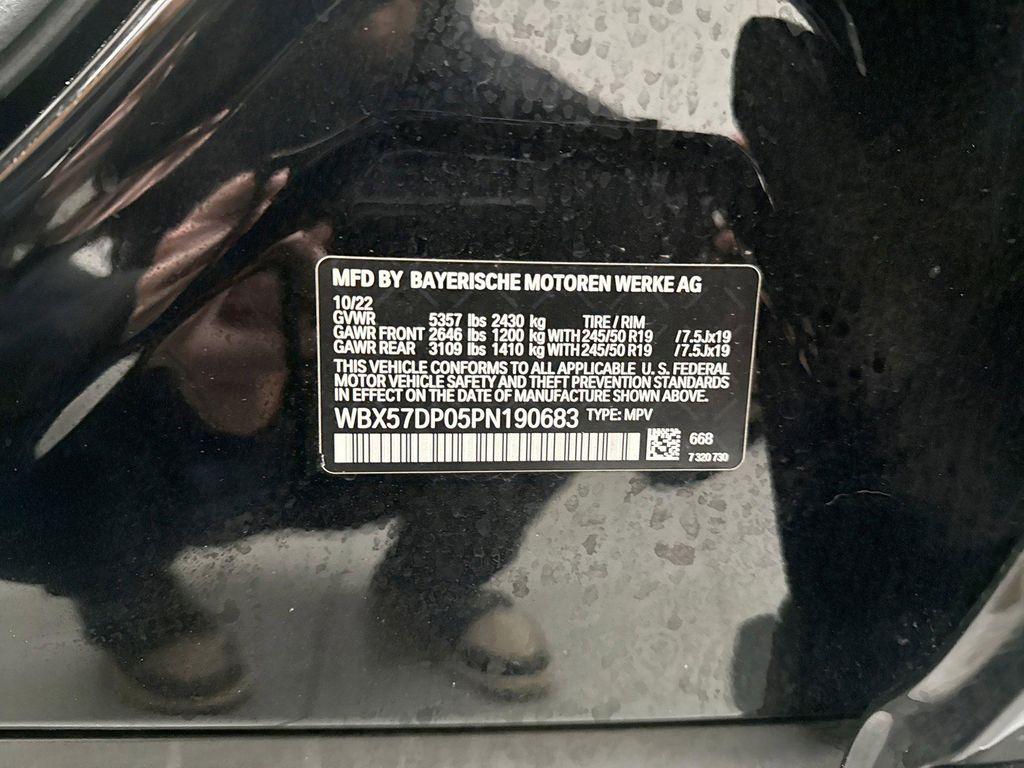 MFD BY BAYERISCHE MOTOREN WERKE AG
10/22
GVWR 5357 lbs 2430 kg TIRE / RIM
GAWR FRONT 2646 lbs 1200 kg WITH 245/50 R19 /7.5Jx19
GAWR REAR 3109 lbs 1410 kg WITH 245/50 R19 /7.5Jx19
THIS VEHICLE CONFORMS TO ALL APPLICABLE U. S. FEDERAL
MOTOR VEHICLE SAFETY AND THEFT PREVENTION STANDARDS
IN EFFECT ON THE DATE OF MANUFACTURE SHOWN ABOVE.
WBX57DP05PN190683 TYPE: MPV
668
7 320 730